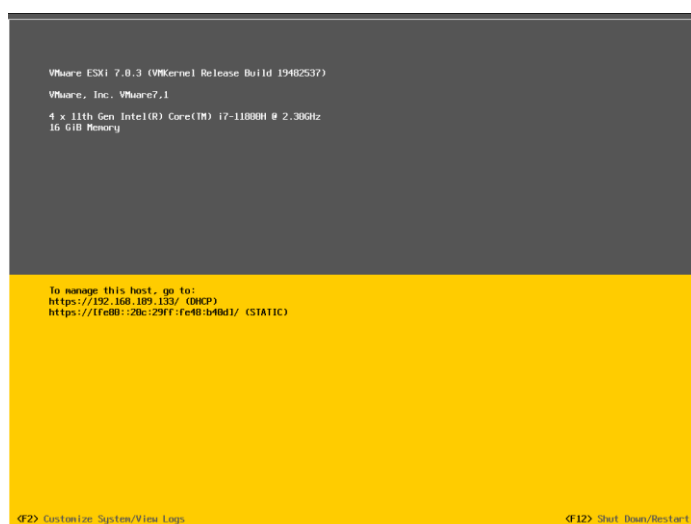 VMware ESXi 7.0.3 (VMKernel Release Build 19482537)
VMware, Inc. VMware7,1
4 x 11th Gen Intel(R) Core(TM) i7-11800H @ 2.30GHz
16 GiB Memory
To manage this host, go to:
https://192.168.189.133/ (DHCP)
https://[fe80::20c:29ff:fe48:b40d]/ (STATIC)
<F2> Customize System/View Logs
<F12> Shut Down/Restart